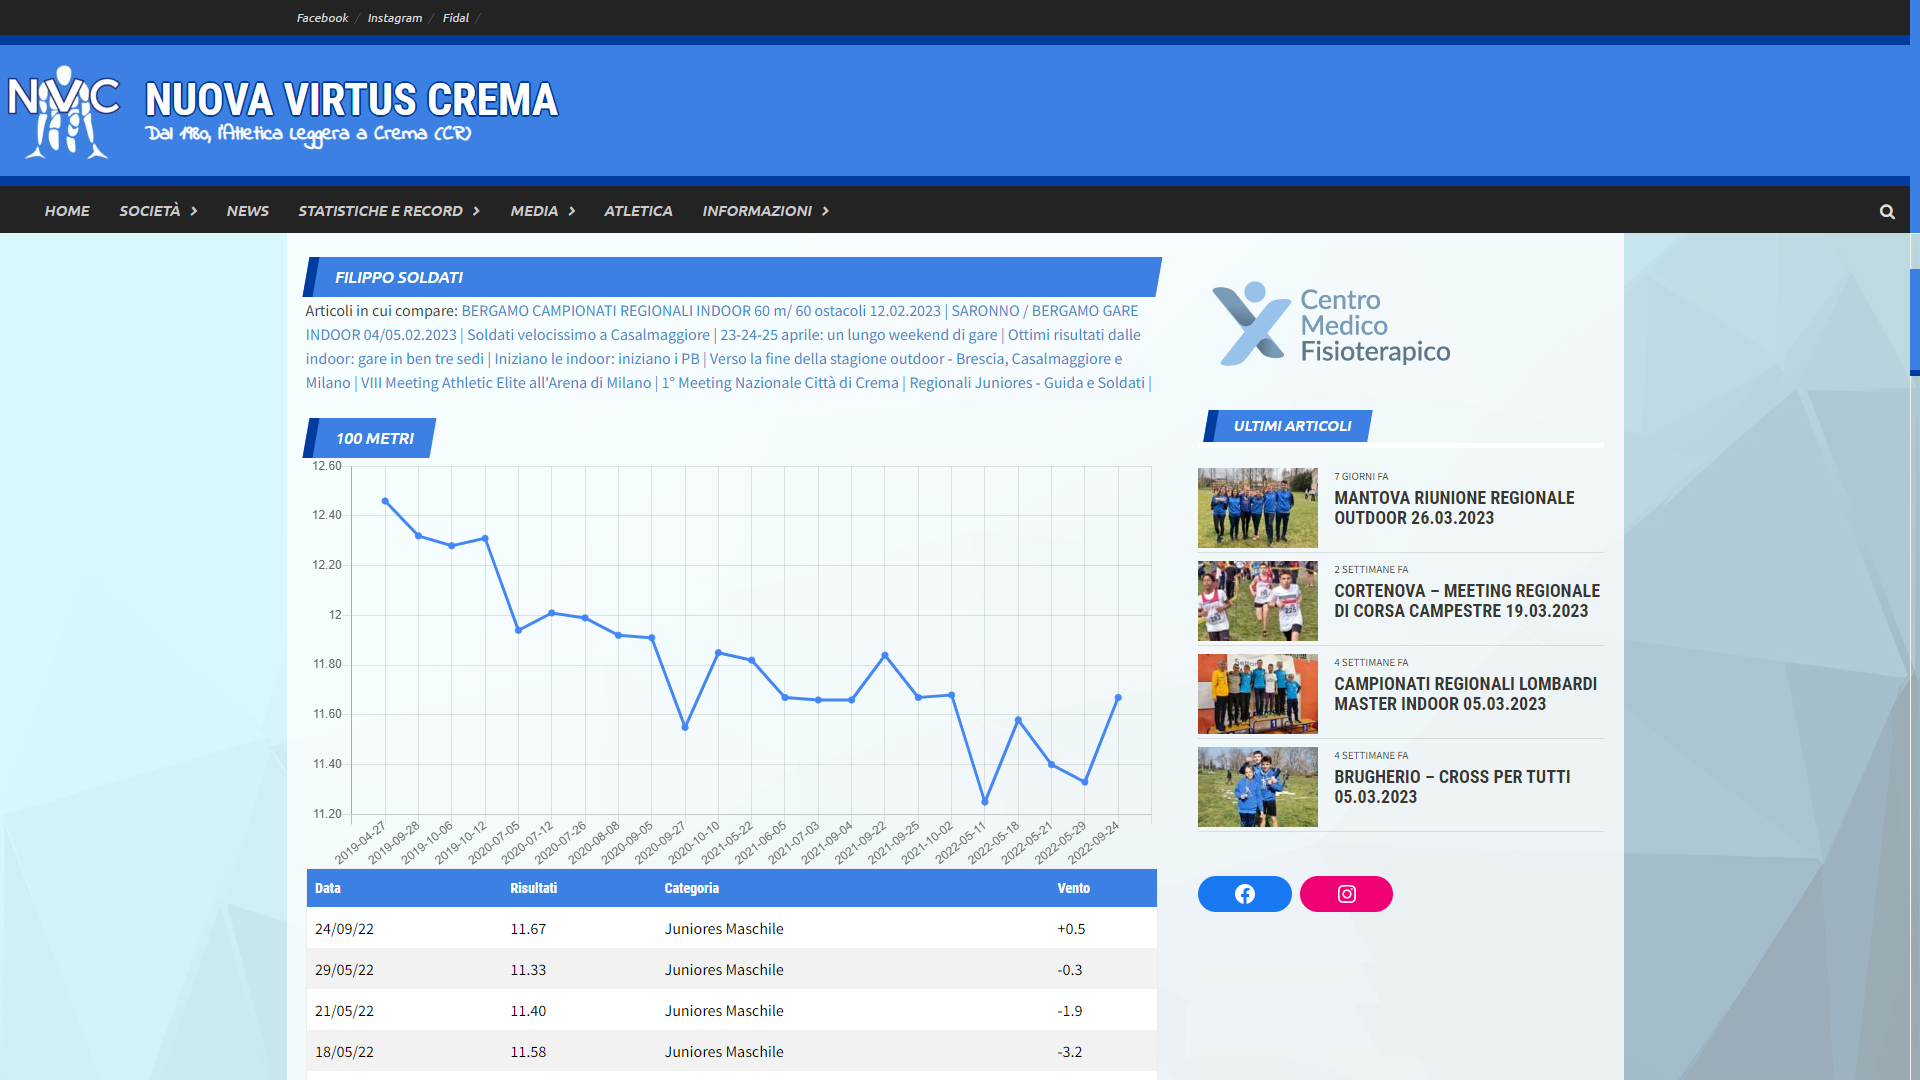 Facebook / Instagram / Fidal /
NVC
NUOVA VIRTUS CREMA
Dal 1980, l'Atletica Leggera a Crema (CR)
HOME SOCIETÀ NEWS STATISTICHE E RECORD MEDIA ATLETICA INFORMAZIONI
FILIPPO SOLDATI
Articoli in cui compare: BERGAMO CAMPIONATI REGIONALI INDOOR 60 m/ 60 ostacoli 12.02.2023 | SARONNO / BERGAMO GARE
INDOOR 04/05.02.2023 | Soldati velocissimo a Casalmaggiore | 23-24-25 aprile: un lungo weekend di gare | Ottimi risultati dalle
indoor: gare in ben tre sedi | Iniziano le indoor: iniziano i PB | Verso la fine della stagione outdoor - Brescia, Casalmaggiore e
Milano | VIII Meeting Athletic Elite all'Arena di Milano | 1° Meeting Nazionale Città di Crema | Regionali Juniores - Guida e Soldati |
100 METRI
12.60
12.40
12.20
12
11.80
11.60
11.40
11.20
2019-04-27
2019-09-28
2019-10-06
2019-10-12
2020-07-05
2020-07-12
2020-07-26
2020-08-08
2020-09-05
2020-09-27
2020-10-10
2021-05-22
2021-06-05
2021-07-03
2021-09-04
2021-09-22
2021-09-25
2021-10-02
2022-05-11
2022-05-18
2022-05-21
2022-05-29
2022-09-24
Data Risultati Categoria Vento
24/09/22 11.67 Juniores Maschile +0.5
29/05/22 11.33 Juniores Maschile -0.3
21/05/22 11.40 Juniores Maschile -1.9
18/05/22 11.58 Juniores Maschile -3.2
Centro
Medico
Fisioterapico
ULTIMI ARTICOLI
7 GIORNI FA
MANTOVA RIUNIONE REGIONALE
OUTDOOR 26.03.2023
2 SETTIMANE FA
CORTENOVA – MEETING REGIONALE
DI CORSA CAMPESTRE 19.03.2023
4 SETTIMANE FA
CAMPIONATI REGIONALI LOMBARDI
MASTER INDOOR 05.03.2023
4 SETTIMANE FA
BRUGHERIO – CROSS PER TUTTI
05.03.2023